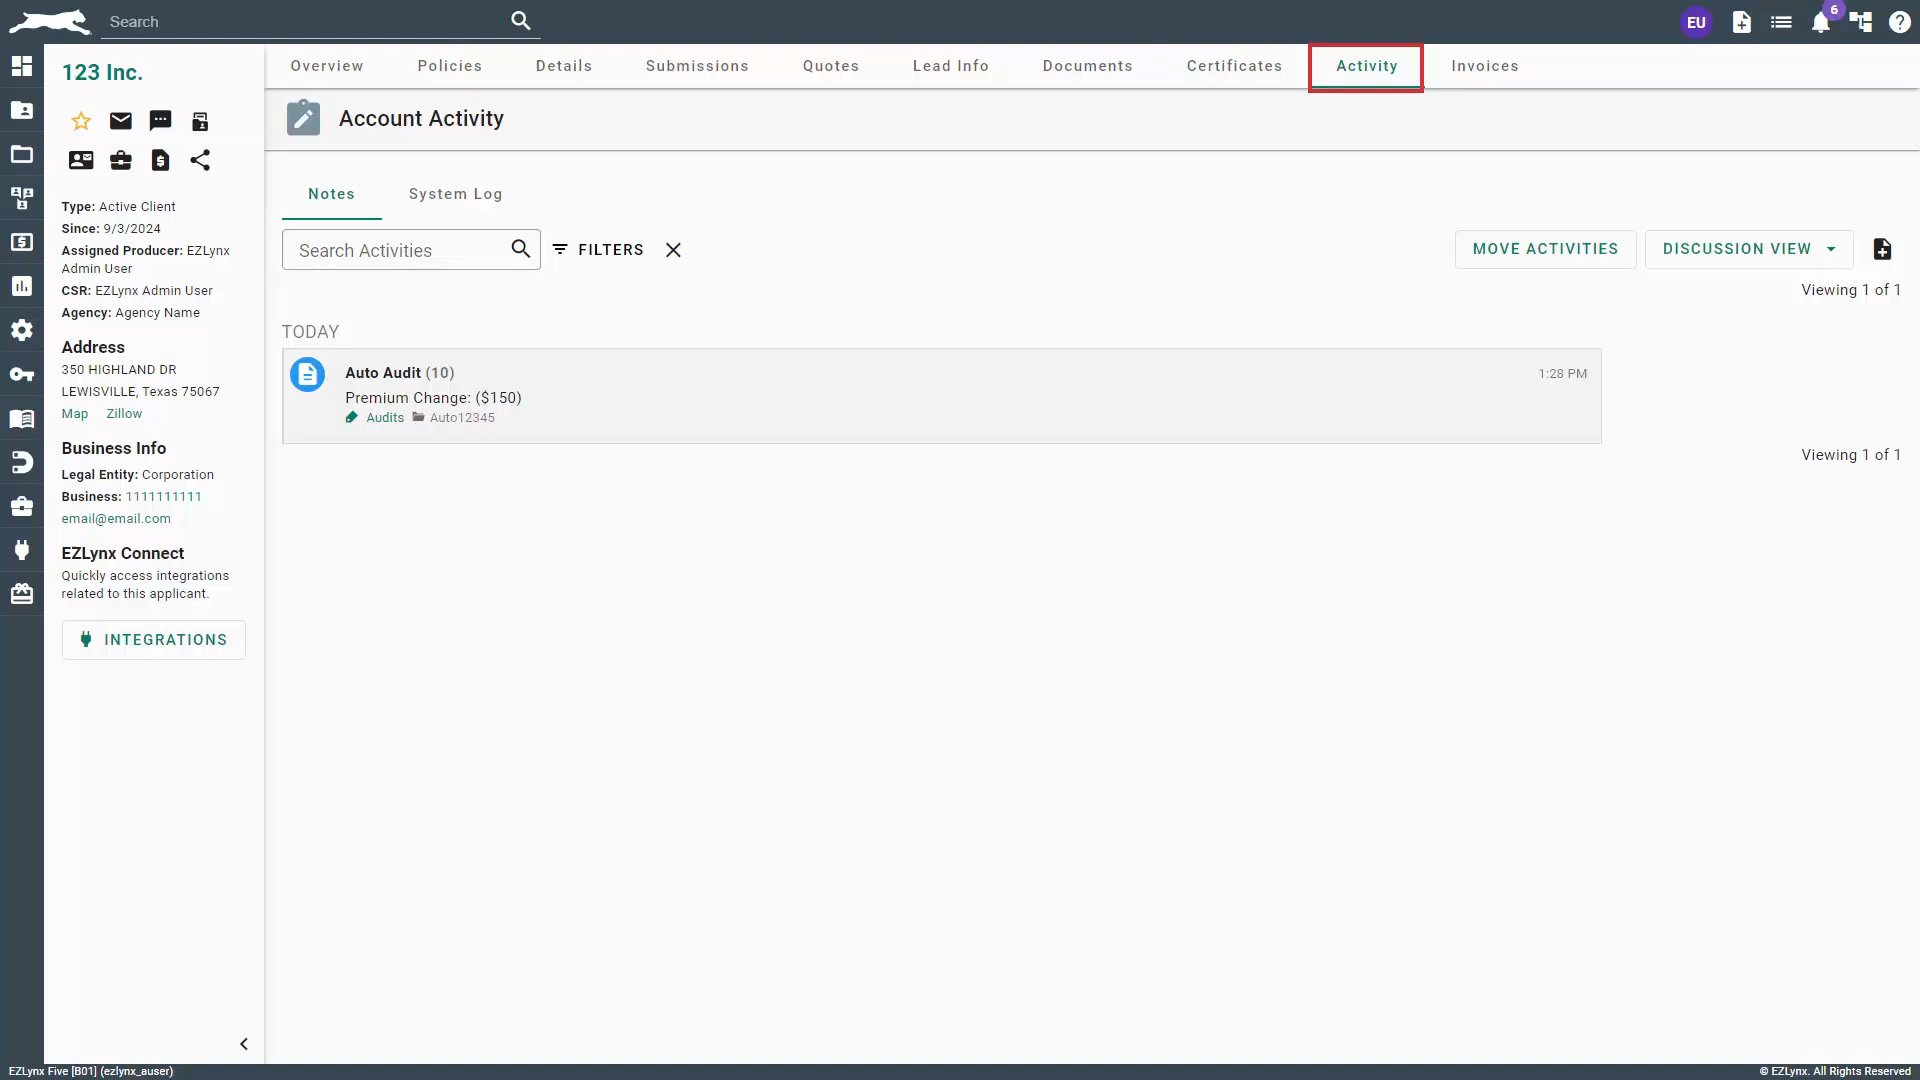 Search
EU
6
123 Inc.
Overview
Policies
Details
Submissions
Quotes
Lead Info
Documents
Certificates
Activity
Invoices
Account Activity
Type: Active Client
Since: 9/3/2024
Assigned Producer: EZLynx
Admin User
CSR: EZLynx Admin User
Agency: Agency Name
Address
350 HIGHLAND DR
LEWISVILLE, Texas 75067
Map Zillow
Business Info
Legal Entity: Corporation
Business: 1111111111
email@email.com
EZLynx Connect
Quickly access integrations
related to this applicant.
INTEGRATIONS
Notes
System Log
Search Activities
FILTERS
MOVE ACTIVITIES
DISCUSSION VIEW
Viewing 1 of 1
TODAY
Auto Audit (10)
1:28 PM
Premium Change: ($150)
Audits Auto12345
Viewing 1 of 1
EZLynx Five [B01] (ezlynx_auser)
© EZLynx. All Rights Reserved